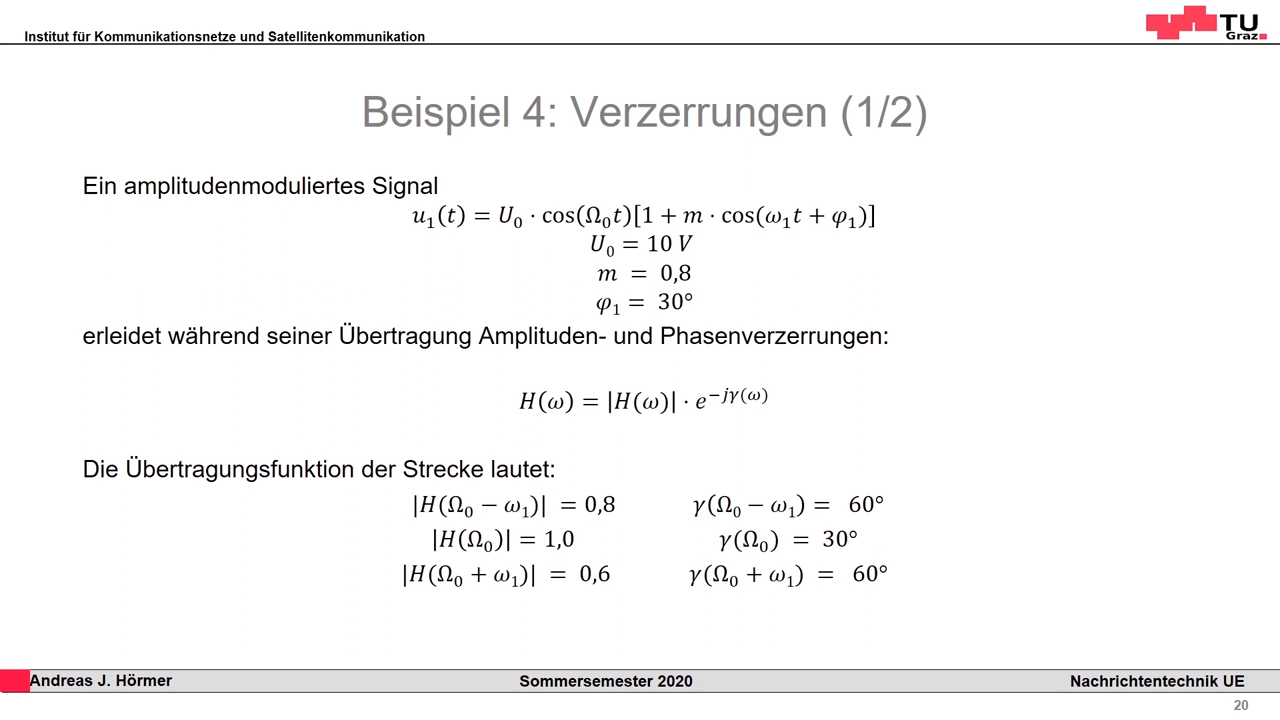 Institut für Kommunikationsnetze und Satellitenkommunikation
TU
Graz
Beispiel 4: Verzerrungen (1/2)
Ein amplitudenmoduliertes Signal
u₁(t) = U₀ · cos(Ω₀t)[1 + m · cos(ω₁t + φ₁)]
U₀ = 10 V
m = 0,8
φ₁ = 30°
erleidet während seiner Übertragung Amplituden- und Phasenverzerrungen:
H(ω) = |H(ω)| · e^{−jγ(ω)}
Die Übertragungsfunktion der Strecke lautet:
|H(Ω₀ − ω₁)| = 0,8 γ(Ω₀ − ω₁) = 60°
|H(Ω₀)| = 1,0 γ(Ω₀) = 30°
|H(Ω₀ + ω₁)| = 0,6 γ(Ω₀ + ω₁) = 60°
Andreas J. Hörmer Sommersemester 2020 Nachrichtentechnik UE
20